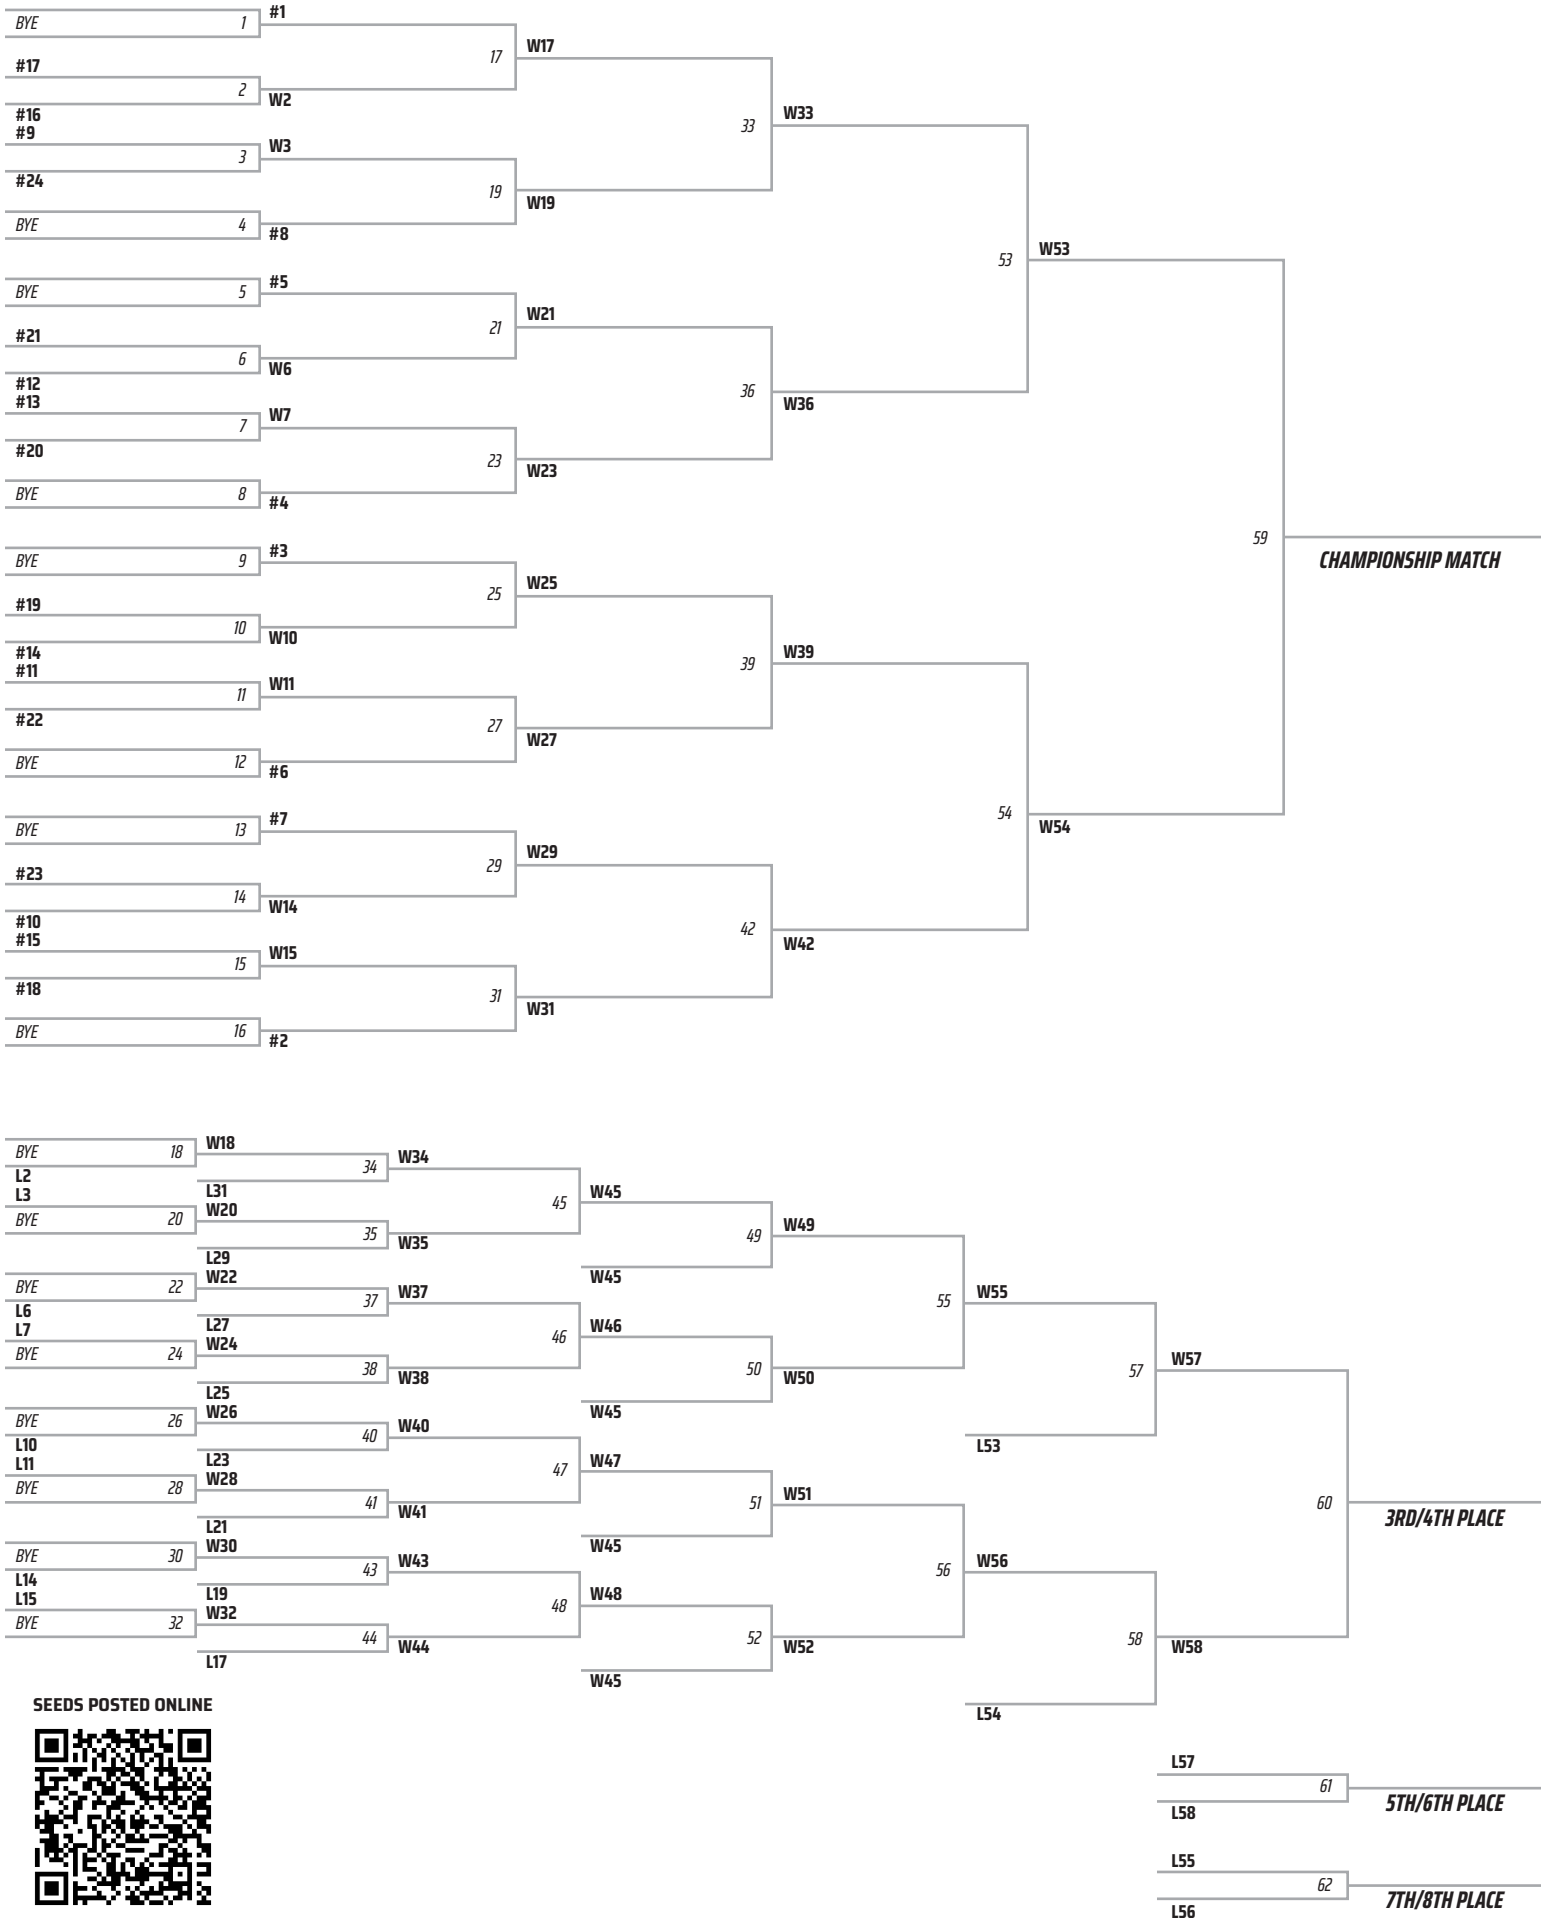 BYE 1 #1
17 W17
#17
2 W2
#16
#9
3 W3
#24
19 W19
BYE 4 #8
33 W33
BYE 5 #5
21 W21
#21
6 W6
#12
#13
7 W7
#20
23 W23
BYE 8 #4
36 W36
53 W53
BYE 9 #3
25 W25
#19
10 W10
#14
#11
11 W11
#22
27 W27
BYE 12 #6
39 W39
BYE 13 #7
29 W29
#23
14 W14
#10
#15
15 W15
#18
31 W31
BYE 16 #2
42 W42
54 W54
59
CHAMPIONSHIP MATCH
BYE 18 W18
L2
34 W34
L31
L3
BYE 20 W20
35 W35
L29
45 W45
49 W49
W45
BYE 22 W22
L6
37 W37
L27
L7
BYE 24 W24
38 W38
L25
46 W46
50 W50
W45
55 W55
57 W57
L53
BYE 26 W26
L10
40 W40
L23
L11
BYE 28 W28
41 W41
L21
47 W47
51 W51
W45
BYE 30 W30
L14
43 W43
L19
L15
BYE 32 W32
44 W44
L17
48 W48
52 W52
W45
56 W56
58 W58
L54
60
3RD/4TH PLACE
SEEDS POSTED ONLINE
L57
61
L58
5TH/6TH PLACE
L55
62
L56
7TH/8TH PLACE